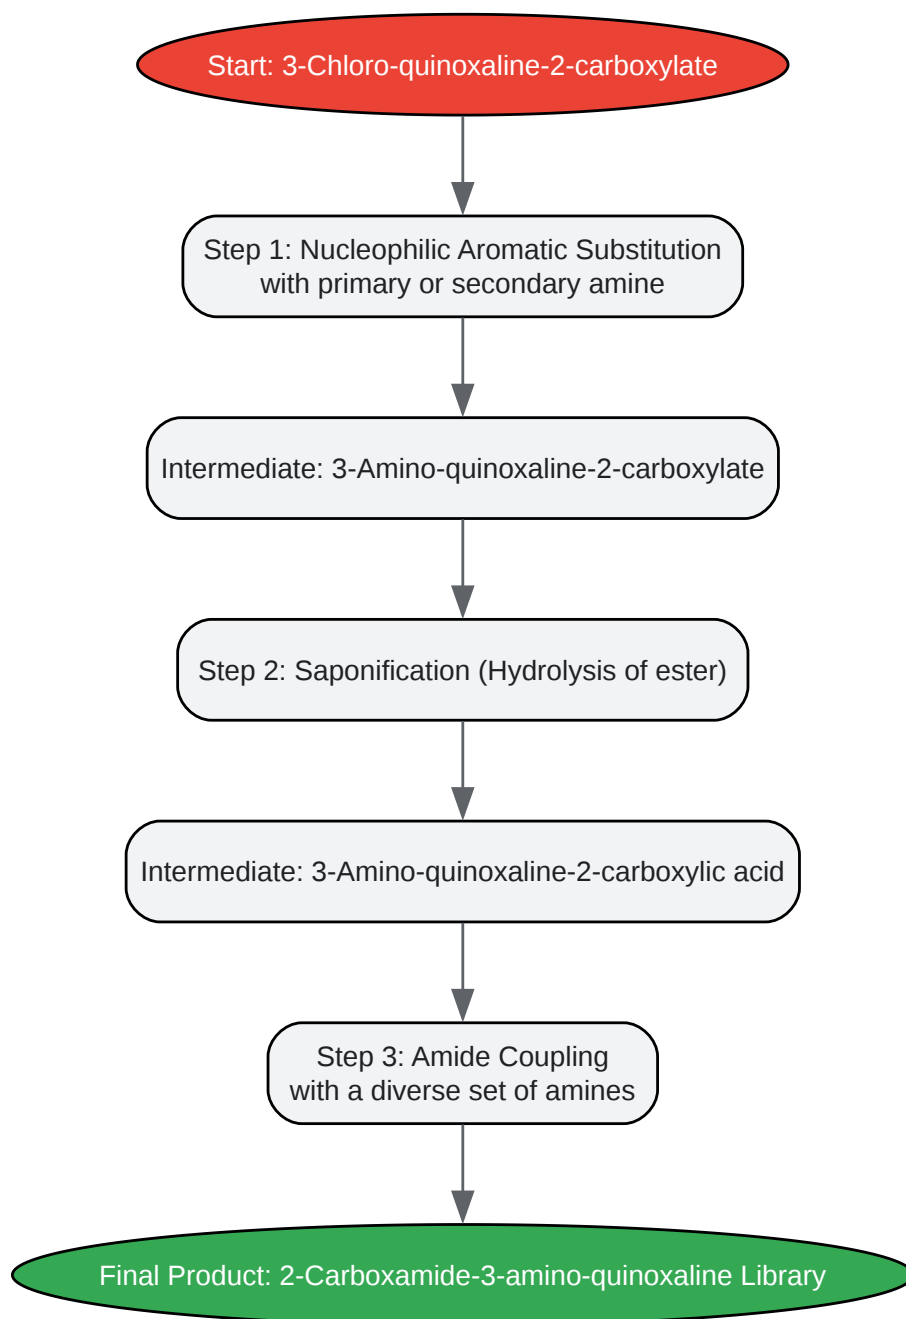 Start: 3-Chloro-quinoxaline-2-carboxylate
Step 1: Nucleophilic Aromatic Substitution
with primary or secondary amine
Intermediate: 3-Amino-quinoxaline-2-carboxylate
Step 2: Saponification (Hydrolysis of ester)
Intermediate: 3-Amino-quinoxaline-2-carboxylic acid
Step 3: Amide Coupling
with a diverse set of amines
Final Product: 2-Carboxamide-3-amino-quinoxaline Library